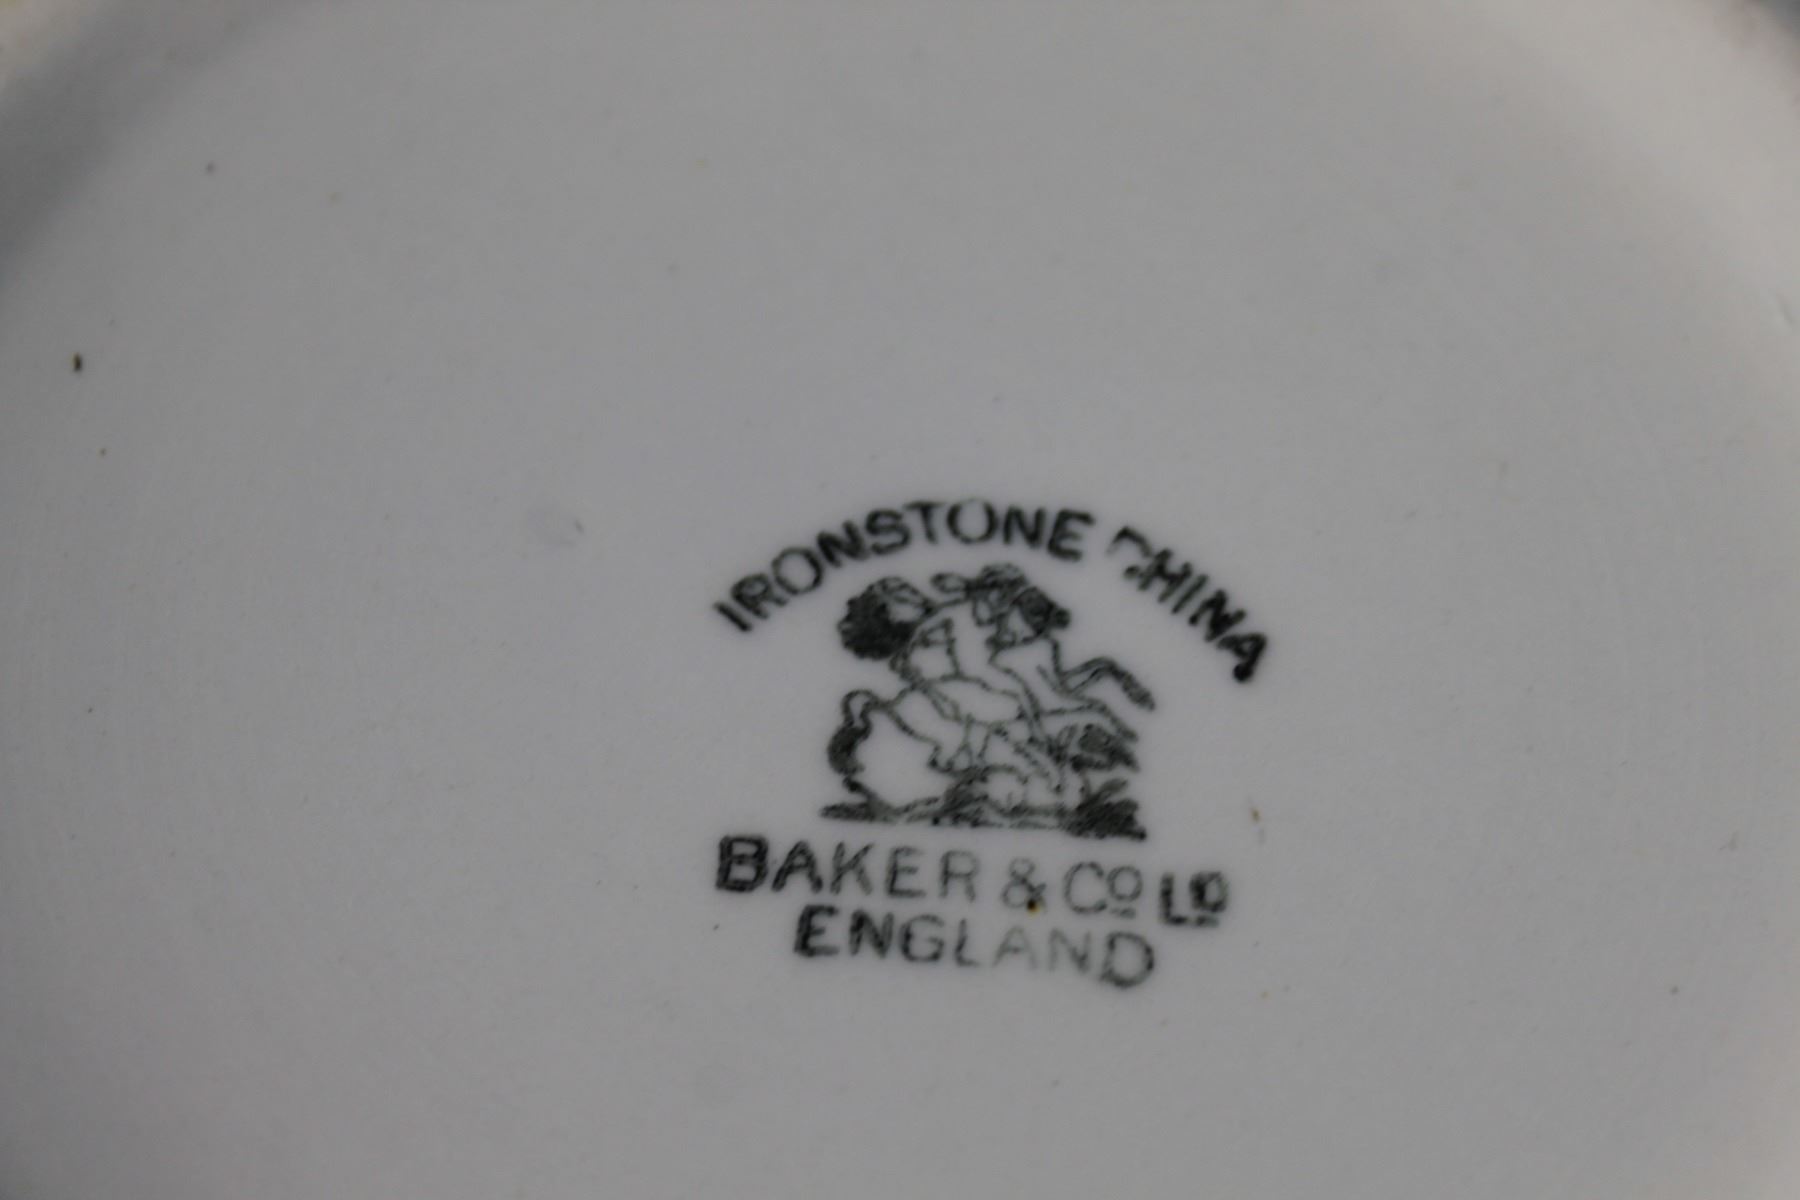 IRONSTONE CHINA
BAKER & Cº Lᴰ
ENGLAND